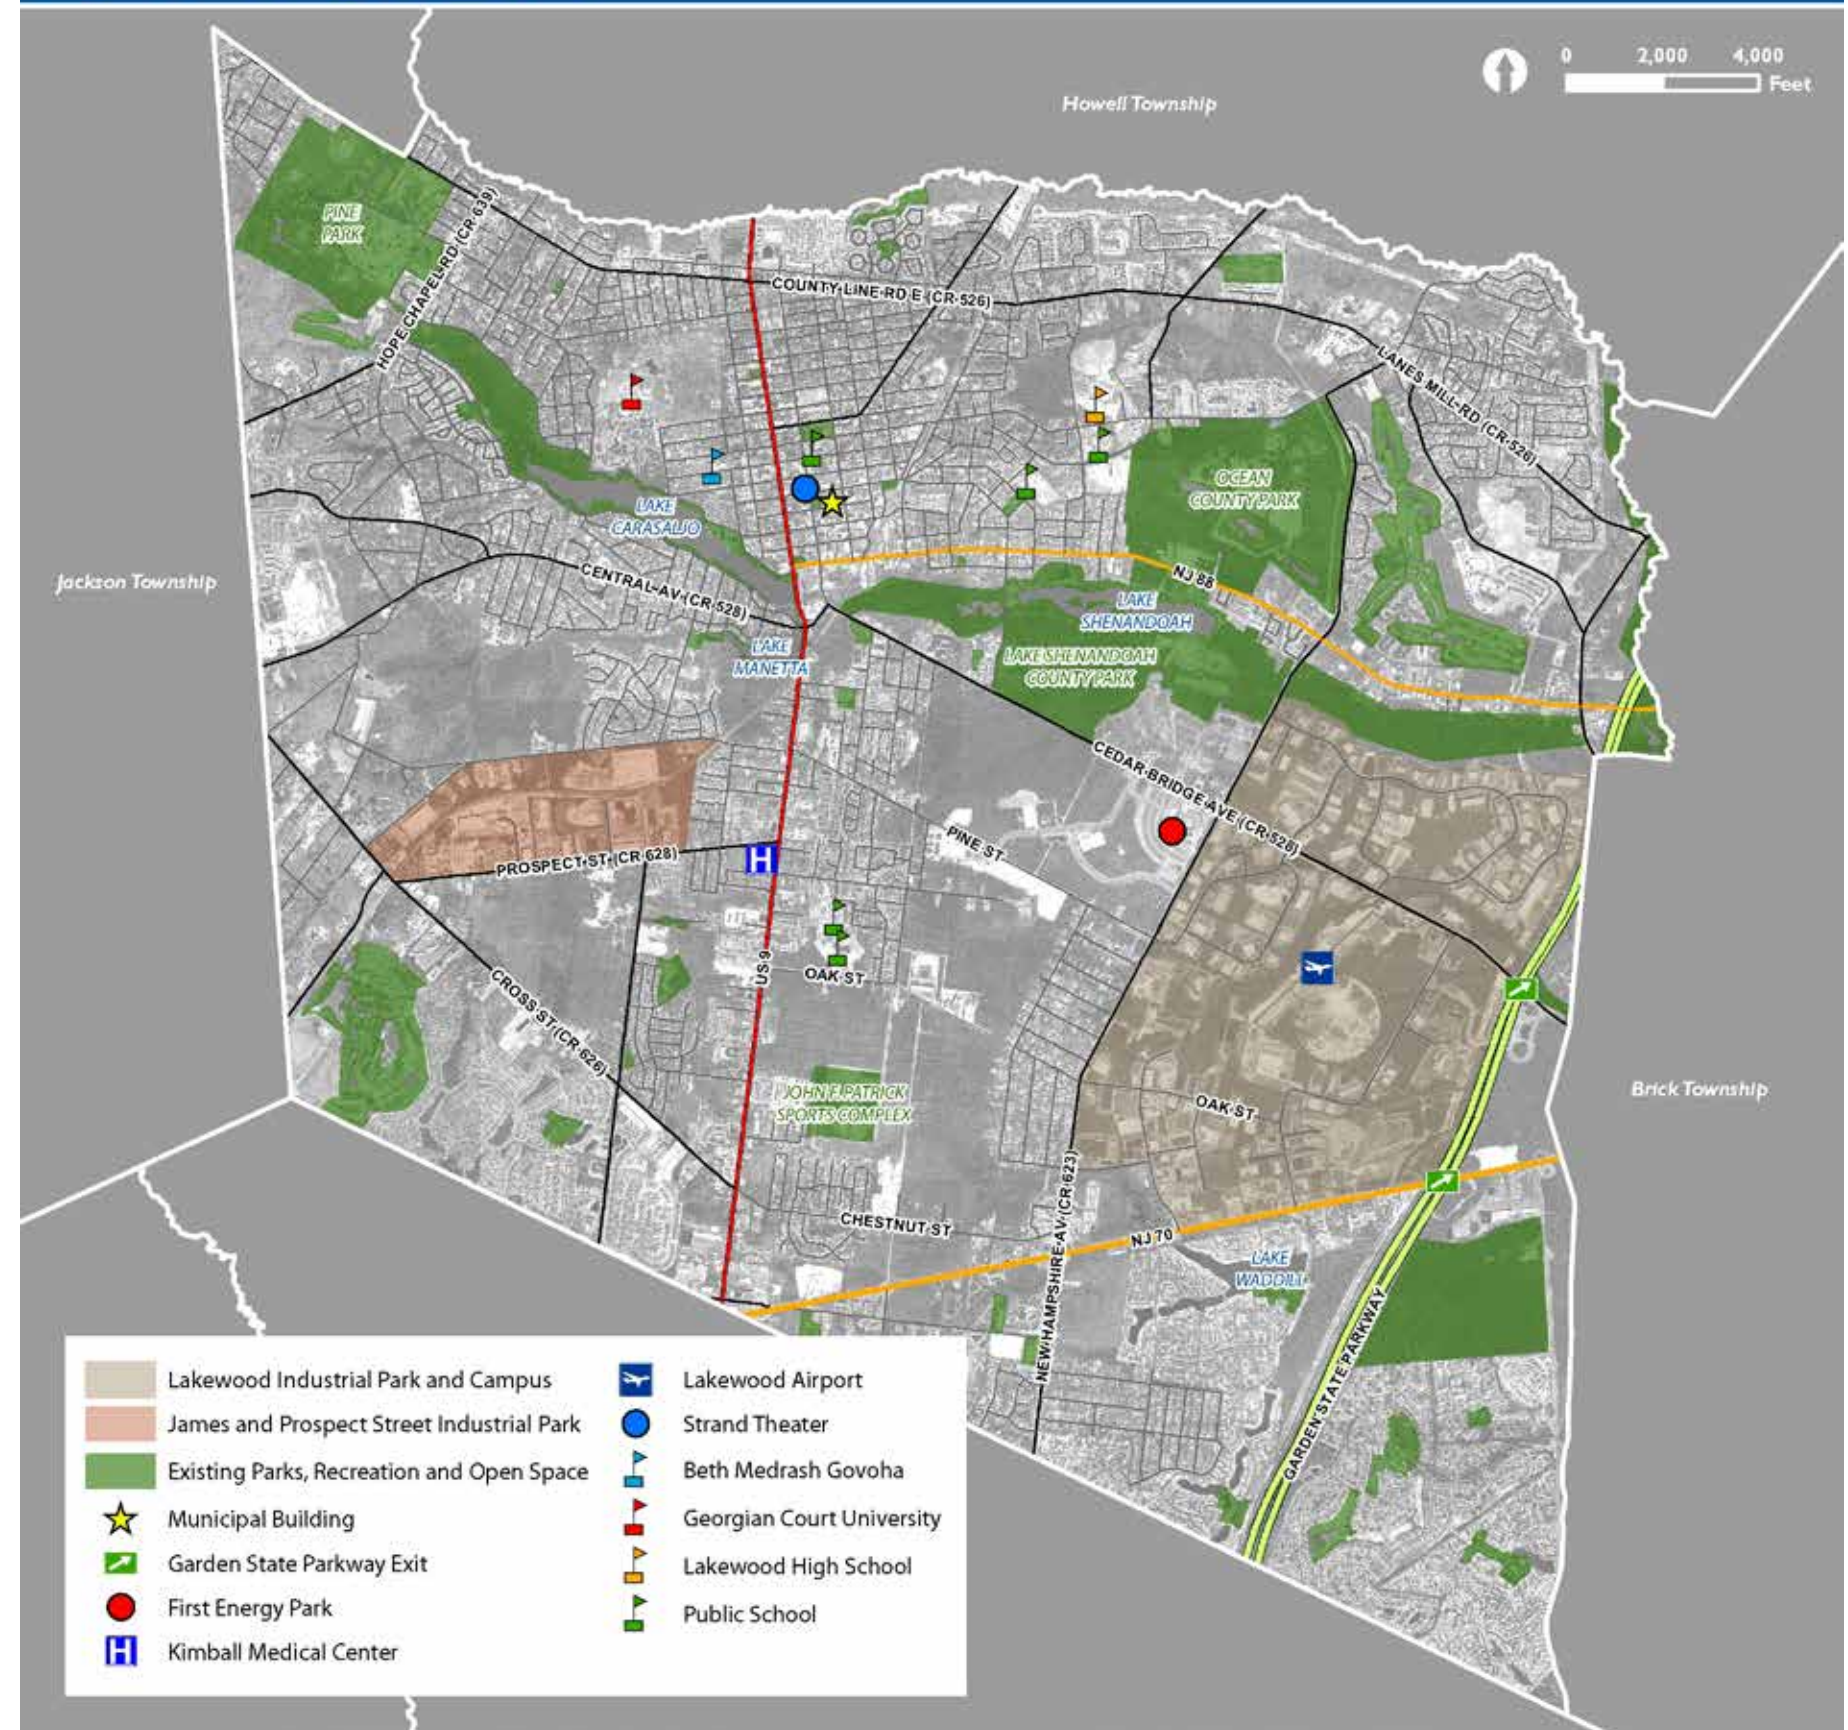 0 2,000 4,000
Feet
Howell Township
PINE
PARK
HOPE CHAPEL RD (CR 639)
COUNTY LINE RD E (CR 526)
LANES MILL RD (CR 526)
OCEAN
COUNTY PARK
LAKE
CARASALJO
Jackson Township
CENTRAL AV (CR 528)
NJ 88
LAKE
SHENANDOAH
LAKE
MANETTA
LAKE SHENANDOAH
COUNTY PARK
CEDAR BRIDGE AVE (CR 528)
PINE ST
PROSPECT ST (CR 628)
H
US 9
OAK ST
CROSS ST (CR 626)
JOHN F. PATRICK
SPORTS COMPLEX
OAK ST
Brick Township
NEW HAMPSHIRE AV (CR 623)
CHESTNUT ST
NJ 70
LAKE
WADDILL
GARDEN STATE PARKWAY
Lakewood Industrial Park and Campus
James and Prospect Street Industrial Park
Existing Parks, Recreation and Open Space
Municipal Building
Garden State Parkway Exit
First Energy Park
H Kimball Medical Center
Lakewood Airport
Strand Theater
Beth Medrash Govoha
Georgian Court University
Lakewood High School
Public School